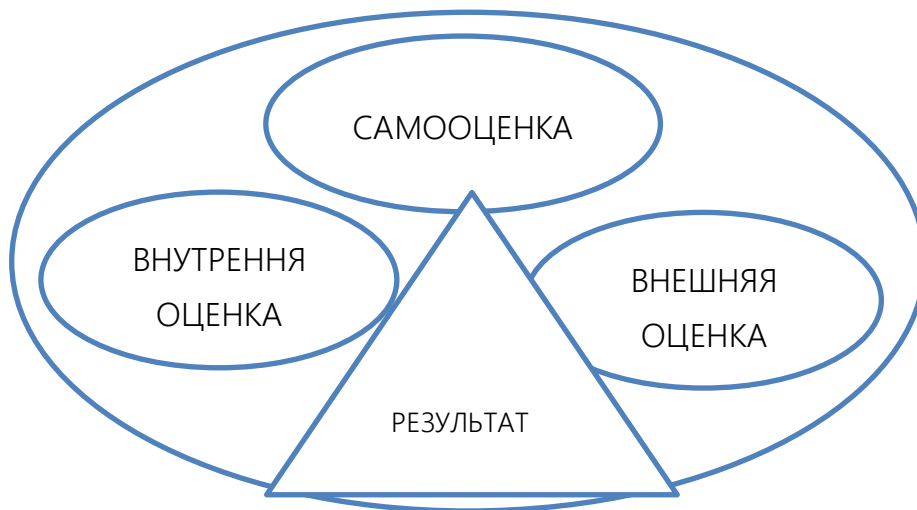 САМООЦЕНКА
ВНУТРЕННЯ
ОЦЕНКА
ВНЕШНЯЯ
ОЦЕНКА
РЕЗУЛЬТАТ